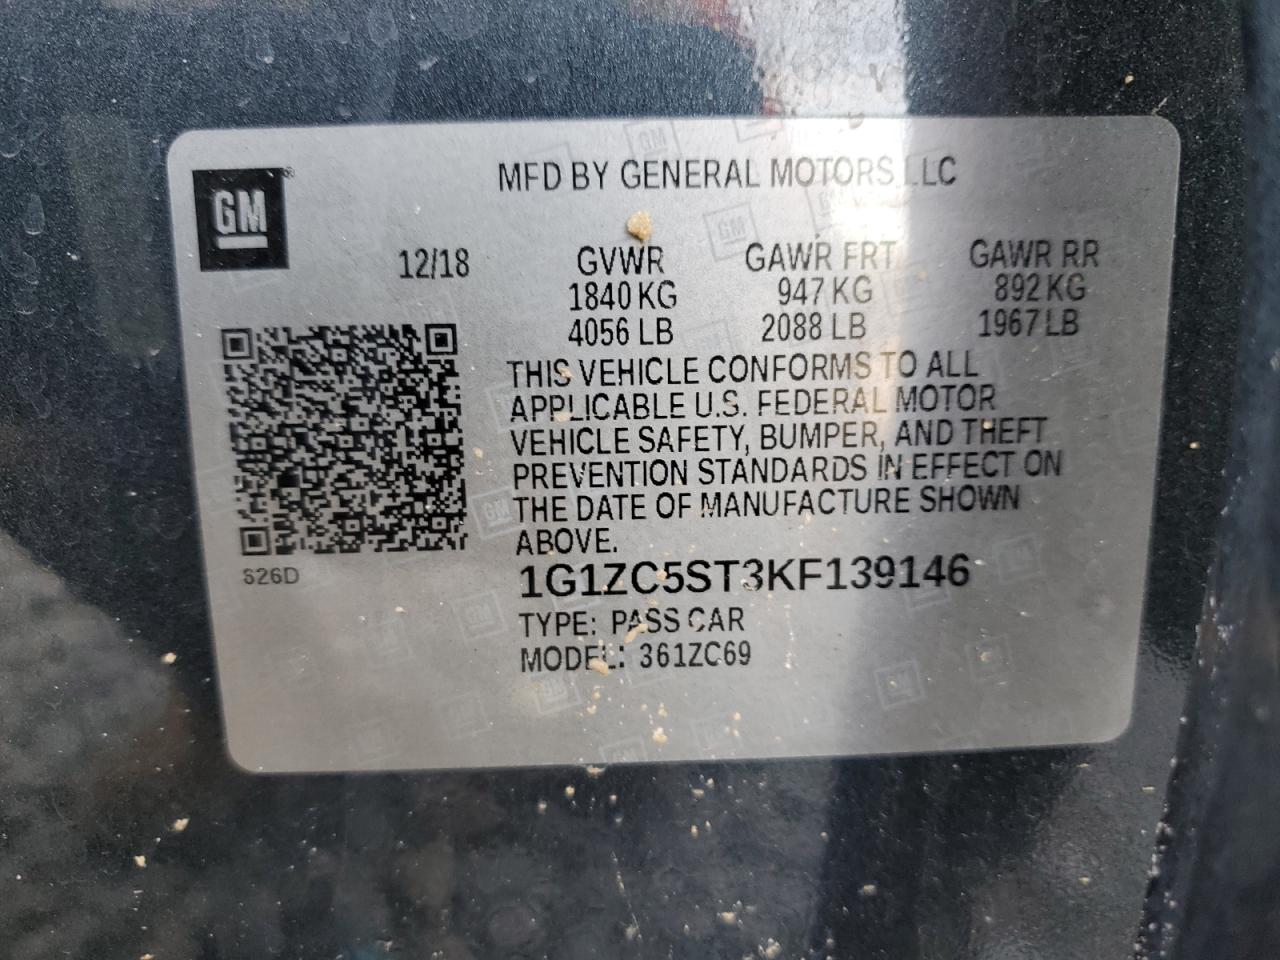 GM
MFD BY GENERAL MOTORS LLC
12/18 GVWR GAWR FRT GAWR RR
1840 KG 947 KG 892 KG
4056 LB 2088 LB 1967 LB
THIS VEHICLE CONFORMS TO ALL
APPLICABLE U.S. FEDERAL MOTOR
VEHICLE SAFETY, BUMPER, AND THEFT
PREVENTION STANDARDS IN EFFECT ON
THE DATE OF MANUFACTURE SHOWN
ABOVE.
S26D
1G1ZC5ST3KF139146
TYPE: PASS CAR
MODEL: 361ZC69